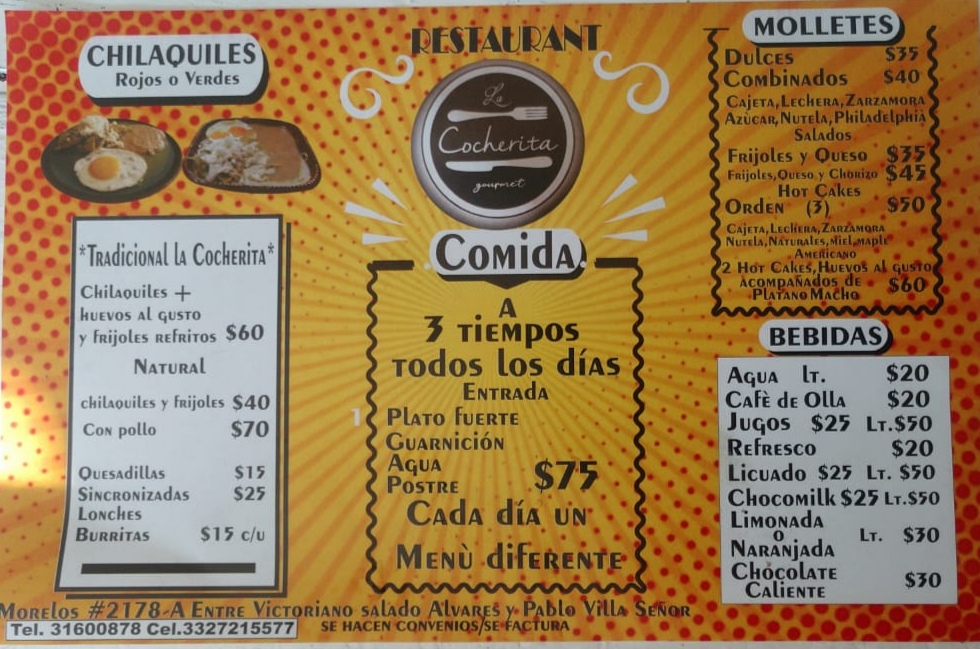 RESTAURANT
La
Cocherita
gourmet
CHILAQUILES
Rojos o Verdes
*Tradicional la Cocherita*
Chilaquiles +
huevos al gusto
y frijoles refritos $60
Natural
chilaquiles y frijoles $40
Con pollo $70
Quesadillas $15
Sincronizadas $25
Lonches
Burritas $15 c/u
Comida
A
3 tiempos
todos los días
Entrada
1 Plato fuerte
Guarnición
Agua
Postre $75
Cada día un
Menù diferente
MOLLETES
Dulces $35
Combinados $40
Cajeta, Lechera, Zarzamora
Azùcar, Nutela, Philadelphia
Salados
Frijoles y Queso $35
Frijoles, Queso y Chorizo $45
Hot Cakes
Orden (3) $50
Cajeta, Lechera, Zarzamora
Nutela, Naturales, miel, maple
Americano
2 Hot Cakes, Huevos al gusto
acompañados de $60
Platano Macho
BEBIDAS
Agua lt. $20
Cafè de Olla $20
Jugos $25 Lt. $50
Refresco $20
Licuado $25 Lt. $50
Chocomilk $25 Lt. $50
Limonada
o Lt. $30
Naranjada
Chocolate
Caliente $30
Morelos #2178-A Entre Victoriano salado Alvares y Pablo Villa Señor
Tel. 31600878 Cel.3327215577 se hacen convenios/se factura